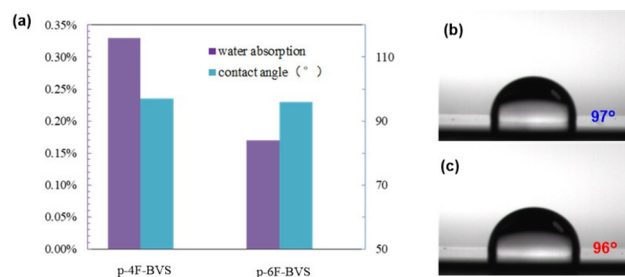 (a)
0.35%
0.30%
0.25%
0.20%
0.15%
0.10%
0.05%
0.00%
water absorption
contact angle（°）
110
90
70
50
p-4F-BVS
p-6F-BVS
(b)
97°
(c)
96°